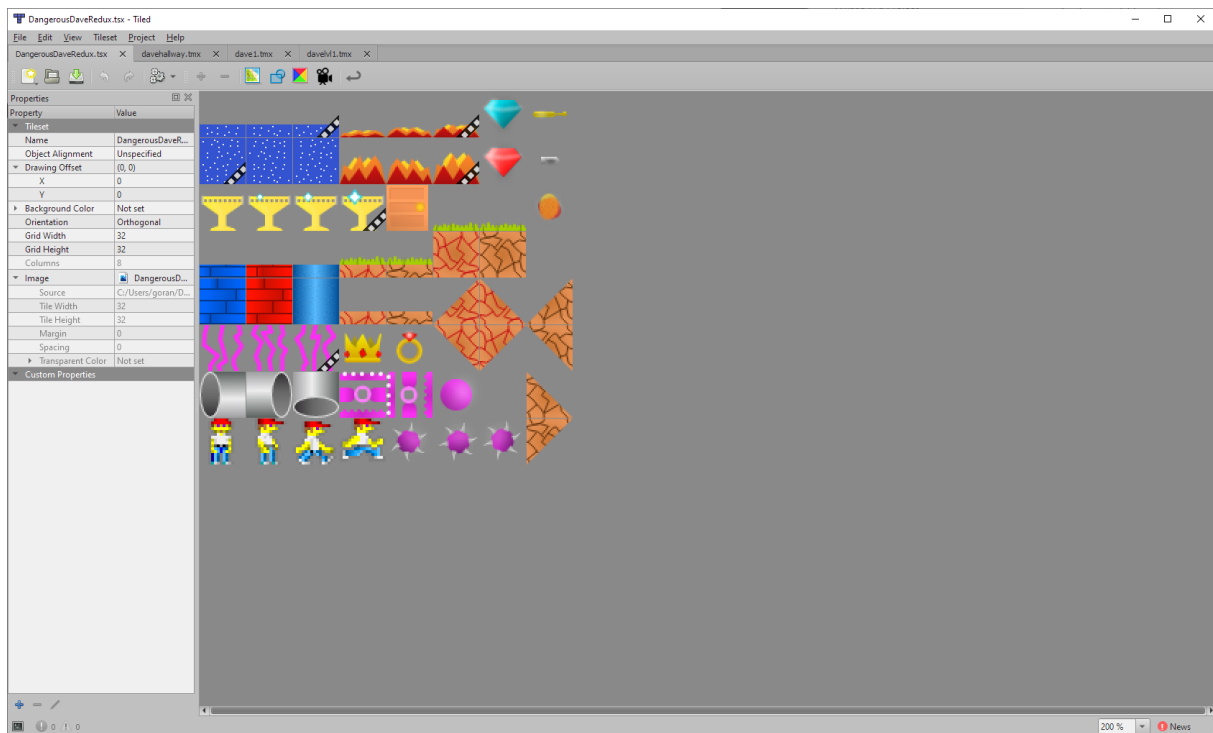 DangerousDaveRedux.tsx - Tiled
File Edit View Tileset Project Help
DangerousDaveRedux.tsx davehallway.tmx dave1.tmx davelvl1.tmx
Properties
Property Value
Tileset
Name DangerousDaveR...
Object Alignment Unspecified
Drawing Offset (0, 0)
X 0
Y 0
Background Color Not set
Orientation Orthogonal
Grid Width 32
Grid Height 32
Columns 8
Image DangerousD...
Source C:/Users/goran/D...
Tile Width 32
Tile Height 32
Margin 0
Spacing 0
Transparent Color Not set
Custom Properties
0 0
200 % News